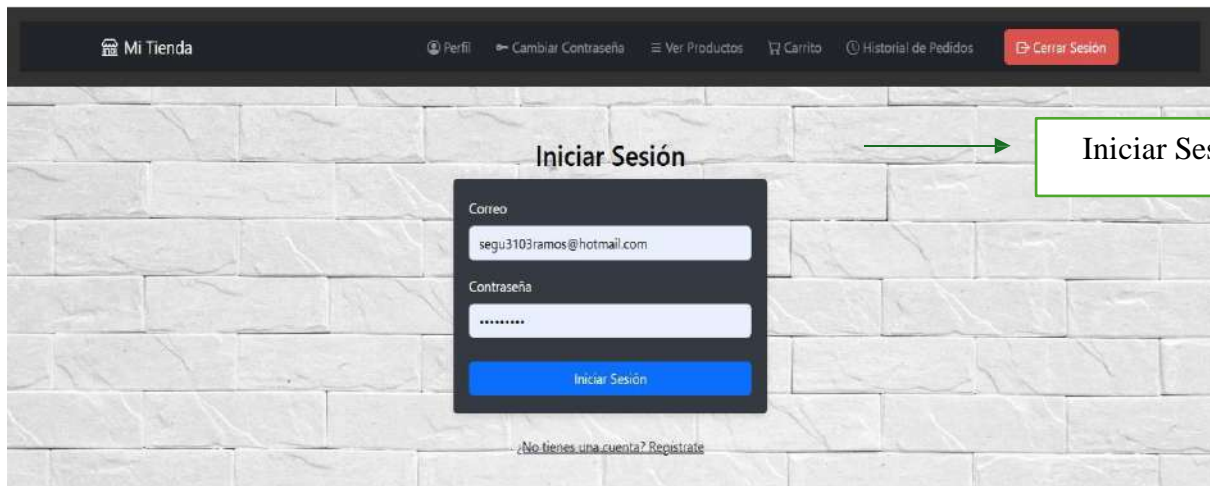 Mi Tienda Perfil Cambiar Contraseña Ver Productos Carrito Historial de Pedidos Cerrar Sesión
Iniciar Sesión
Iniciar Ses
Correo
segu3103ramos@hotmail.com
Contraseña
•••••••••
Iniciar Sesión
¿No tienes una cuenta? Registrate